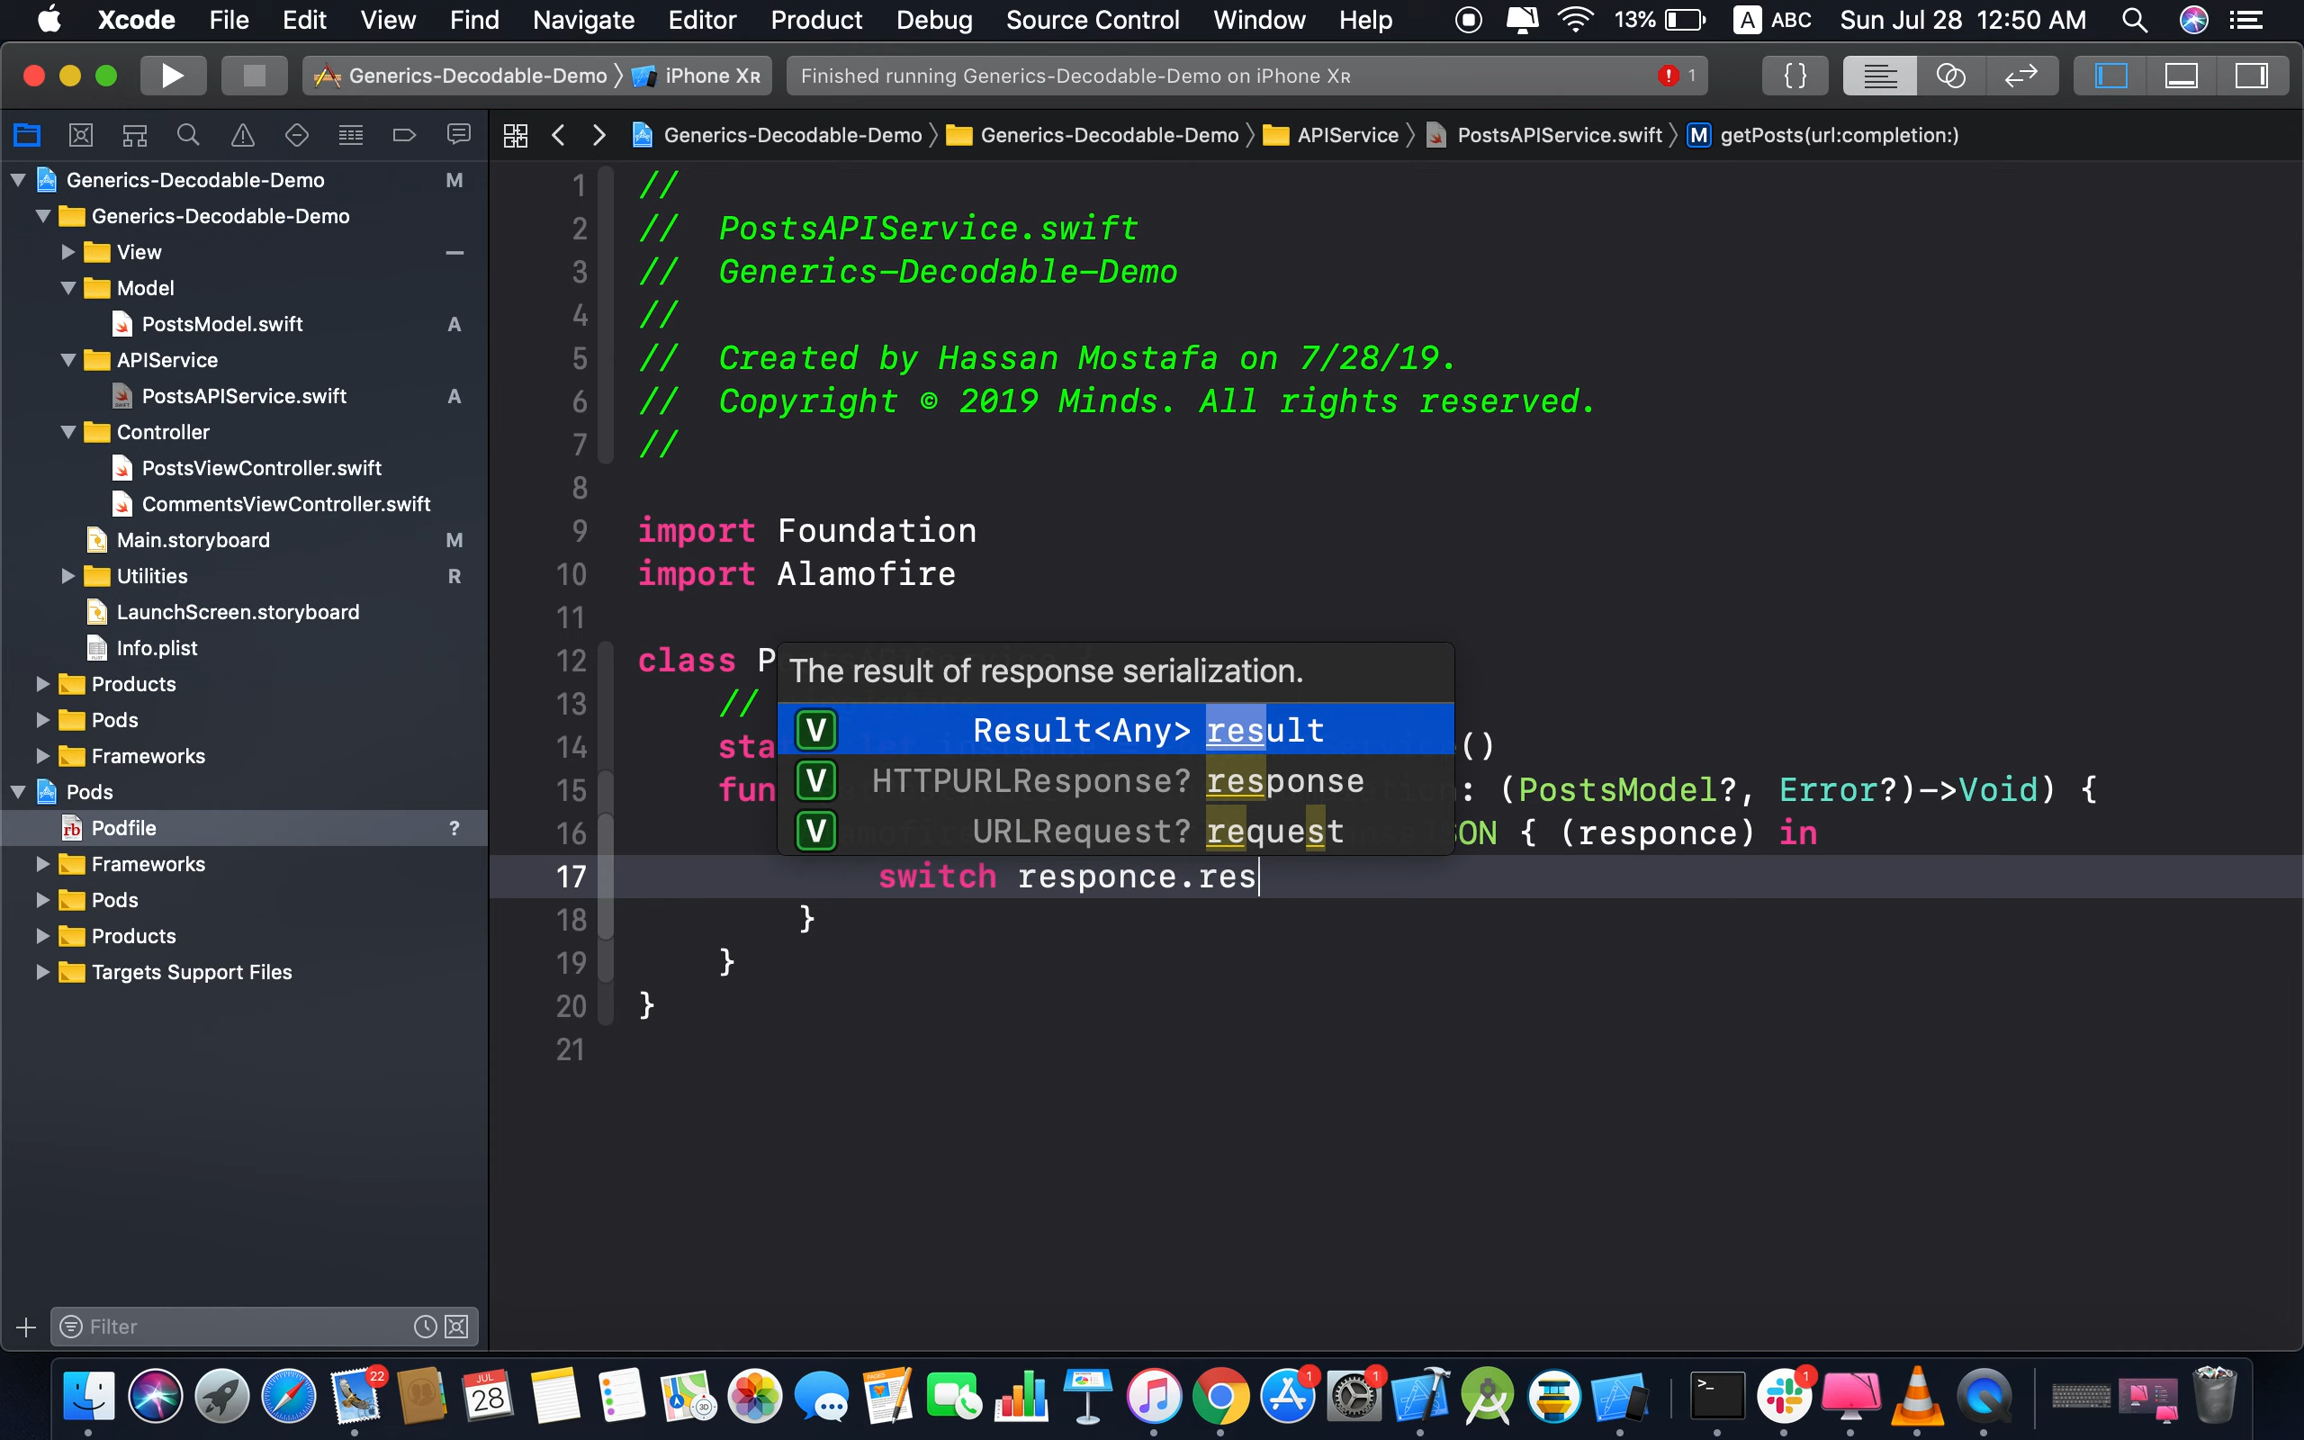 Xcode File Edit View Find Navigate Editor Product Debug Source Control Window Help 13% A ABC Sun Jul 28 12:50 AM
Generics-Decodable-Demo 〉 iPhone XR Finished running Generics-Decodable-Demo on iPhone XR ! 1 {}
Generics-Decodable-Demo 〉 Generics-Decodable-Demo 〉 APIService 〉 PostsAPIService.swift 〉 M getPosts(url:completion:)
Generics-Decodable-Demo M
Generics-Decodable-Demo
View —
Model
PostsModel.swift A
APIService
PostsAPIService.swift A
Controller
PostsViewController.swift
CommentsViewController.swift
Main.storyboard M
Utilities R
LaunchScreen.storyboard
Info.plist
Products
Pods
Frameworks
Pods
rb Podfile ?
Frameworks
Pods
Products
Targets Support Files
Filter
1 //
2 //  PostsAPIService.swift
3 //  Generics-Decodable-Demo
4 //
5 //  Created by Hassan Mostafa on 7/28/19.
6 //  Copyright © 2019 Minds. All rights reserved.
7 //
8
9 import Foundation
10 import Alamofire
11
12 class P
13 //
14 sta ()
15 fun : (PostsModel?, Error?)->Void) {
16 ON { (responce) in
17 switch responce.res
18 }
19 }
20 }
21
The result of response serialization.
V Result<Any> result
V HTTPURLResponse? response
V URLRequest? request
22
JUL
28
3D
1
1
>_
1